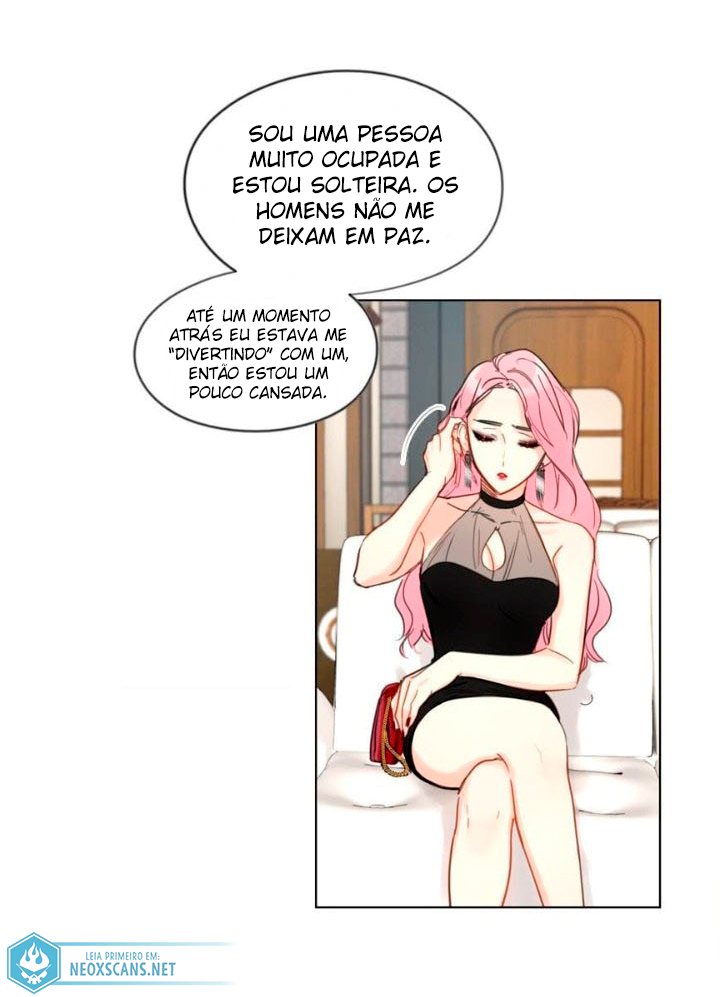 SOU UMA PESSOA
MUITO OCUPADA E
ESTOU SOLTEIRA. OS
HOMENS NÃO ME
DEIXAM EM PAZ.
ATÉ UM MOMENTO
ATRÁS EU ESTAVA ME
"DIVERTINDO" COM UM,
ENTÃO ESTOU UM
POUCO CANSADA.
LEIA PRIMEIRO EM:
NEOXSCANS.NET